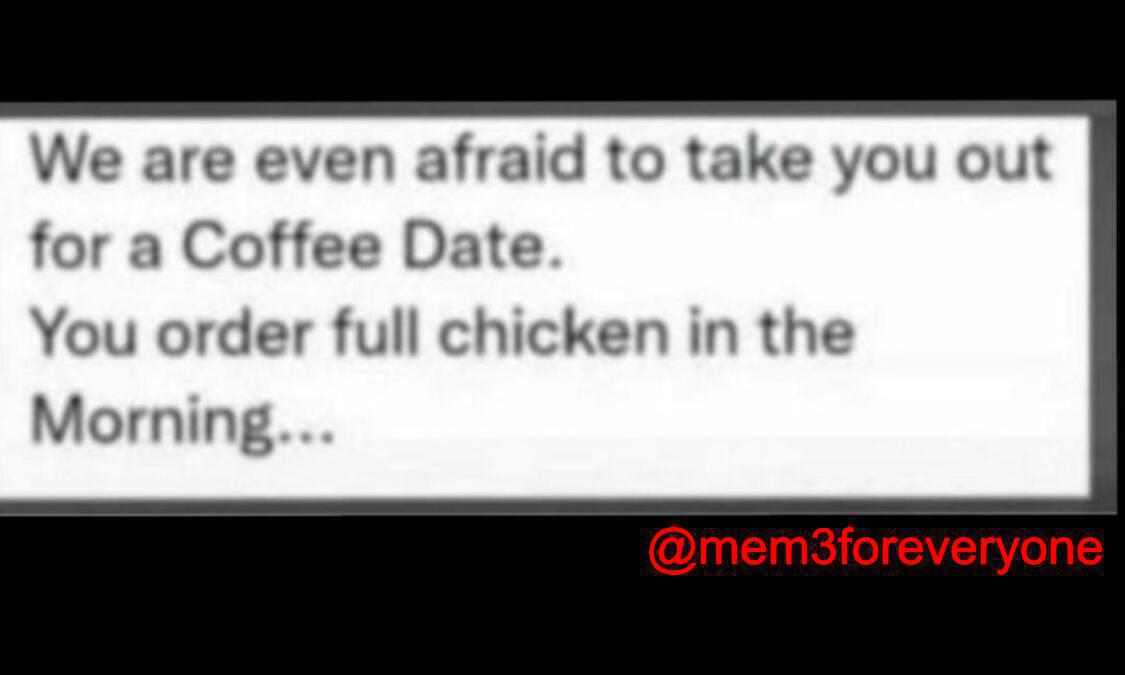 We are even afraid to take you out
for a Coffee Date.
You order full chicken in the
Morning...
@mem3foreveryone